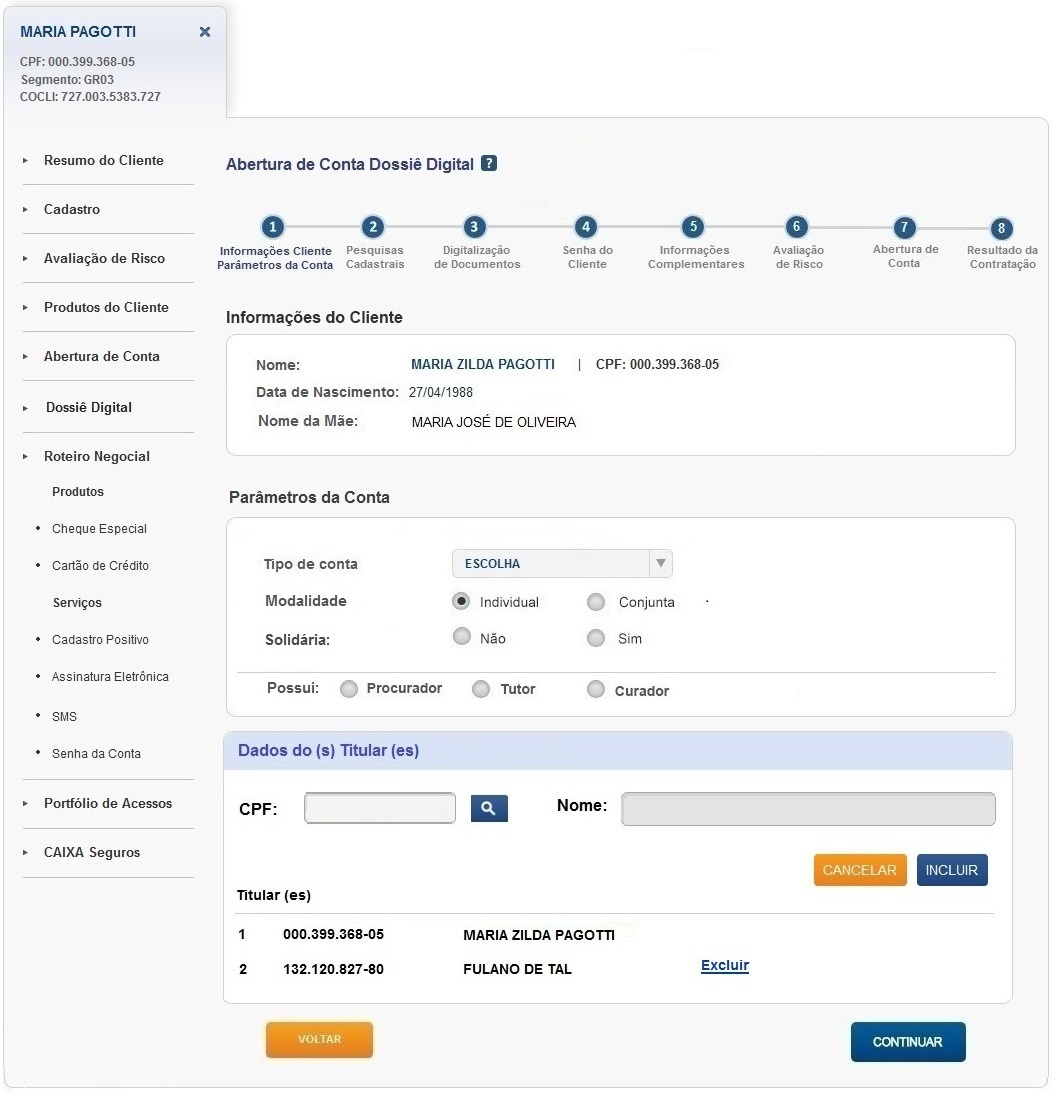 MARIA PAGOTTI
CPF: 000.399.368-05
Segmento: GR03
COCLI: 727.003.5383.727
Resumo do Cliente
Cadastro
Avaliação de Risco
Produtos do Cliente
Abertura de Conta
Dossiê Digital
Roteiro Negocial
Produtos
Cheque Especial
Cartão de Crédito
Serviços
Cadastro Positivo
Assinatura Eletrônica
SMS
Senha da Conta
Portfólio de Acessos
CAIXA Seguros
Abertura de Conta Dossiê Digital ?
1 Informações Cliente
Parâmetros da Conta
2 Pesquisas
Cadastrais
3 Digitalização
de Documentos
4 Senha do
Cliente
5 Informações
Complementares
6 Avaliação
de Risco
7 Abertura de
Conta
8 Resultado da
Contratação
Informações do Cliente
Nome: MARIA ZILDA PAGOTTI | CPF: 000.399.368-05
Data de Nascimento: 27/04/1988
Nome da Mãe: MARIA JOSÉ DE OLIVEIRA
Parâmetros da Conta
Tipo de conta ESCOLHA
Modalidade Individual Conjunta
Solidária: Não Sim
Possui: Procurador Tutor Curador
Dados do (s) Titular (es)
CPF: Nome:
CANCELAR INCLUIR
Titular (es)
1 000.399.368-05 MARIA ZILDA PAGOTTI
2 132.120.827-80 FULANO DE TAL Excluir
VOLTAR CONTINUAR